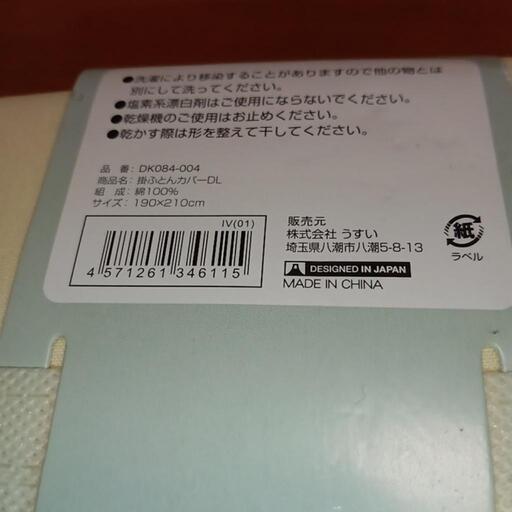 ●洗濯により移染することがありますので他の物とは
別にして洗ってください。
●塩素系漂白剤はご使用にならないでください。
●乾燥機のご使用はお止めください。
●乾かす際は形を整えて干してください。
品 番: DK084-004
商品名: 掛ふとんカバーDL
組 成: 綿100%
サイズ: 190×210cm
IV(01)
4 571261 346115
販売元
株式会社 うすい
埼玉県八潮市八潮5-8-13
DESIGNED IN JAPAN
MADE IN CHINA
紙
ラベル